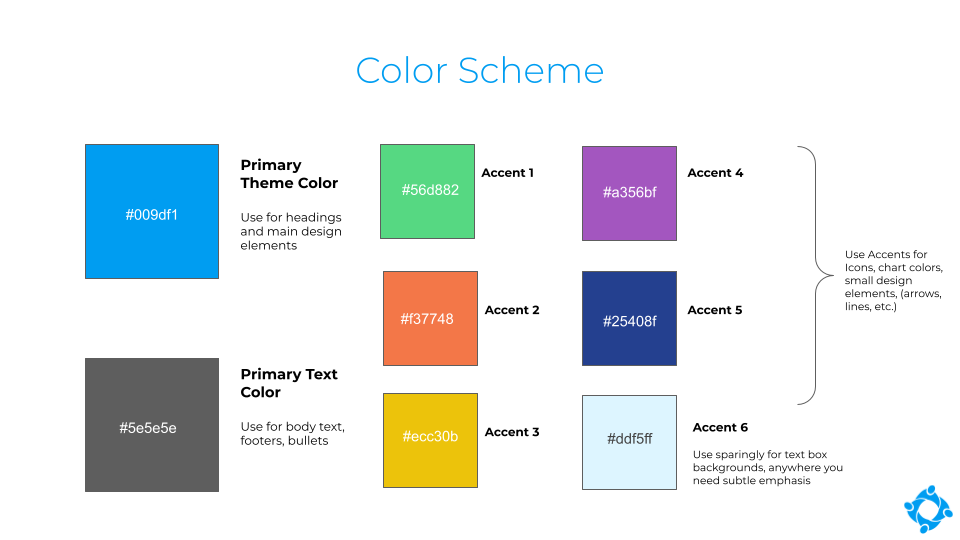 Color Scheme
#009df1
Primary
Theme Color
Use for headings
and main design
elements
#5e5e5e
Primary Text
Color
Use for body text,
footers, bullets
#56d882
Accent 1
#f37748
Accent 2
#ecc30b
Accent 3
#a356bf
Accent 4
#25408f
Accent 5
#ddf5ff
Accent 6
Use sparingly for text box
backgrounds, anywhere you
need subtle emphasis
Use Accents for
Icons, chart colors,
small design
elements, (arrows,
lines, etc.)